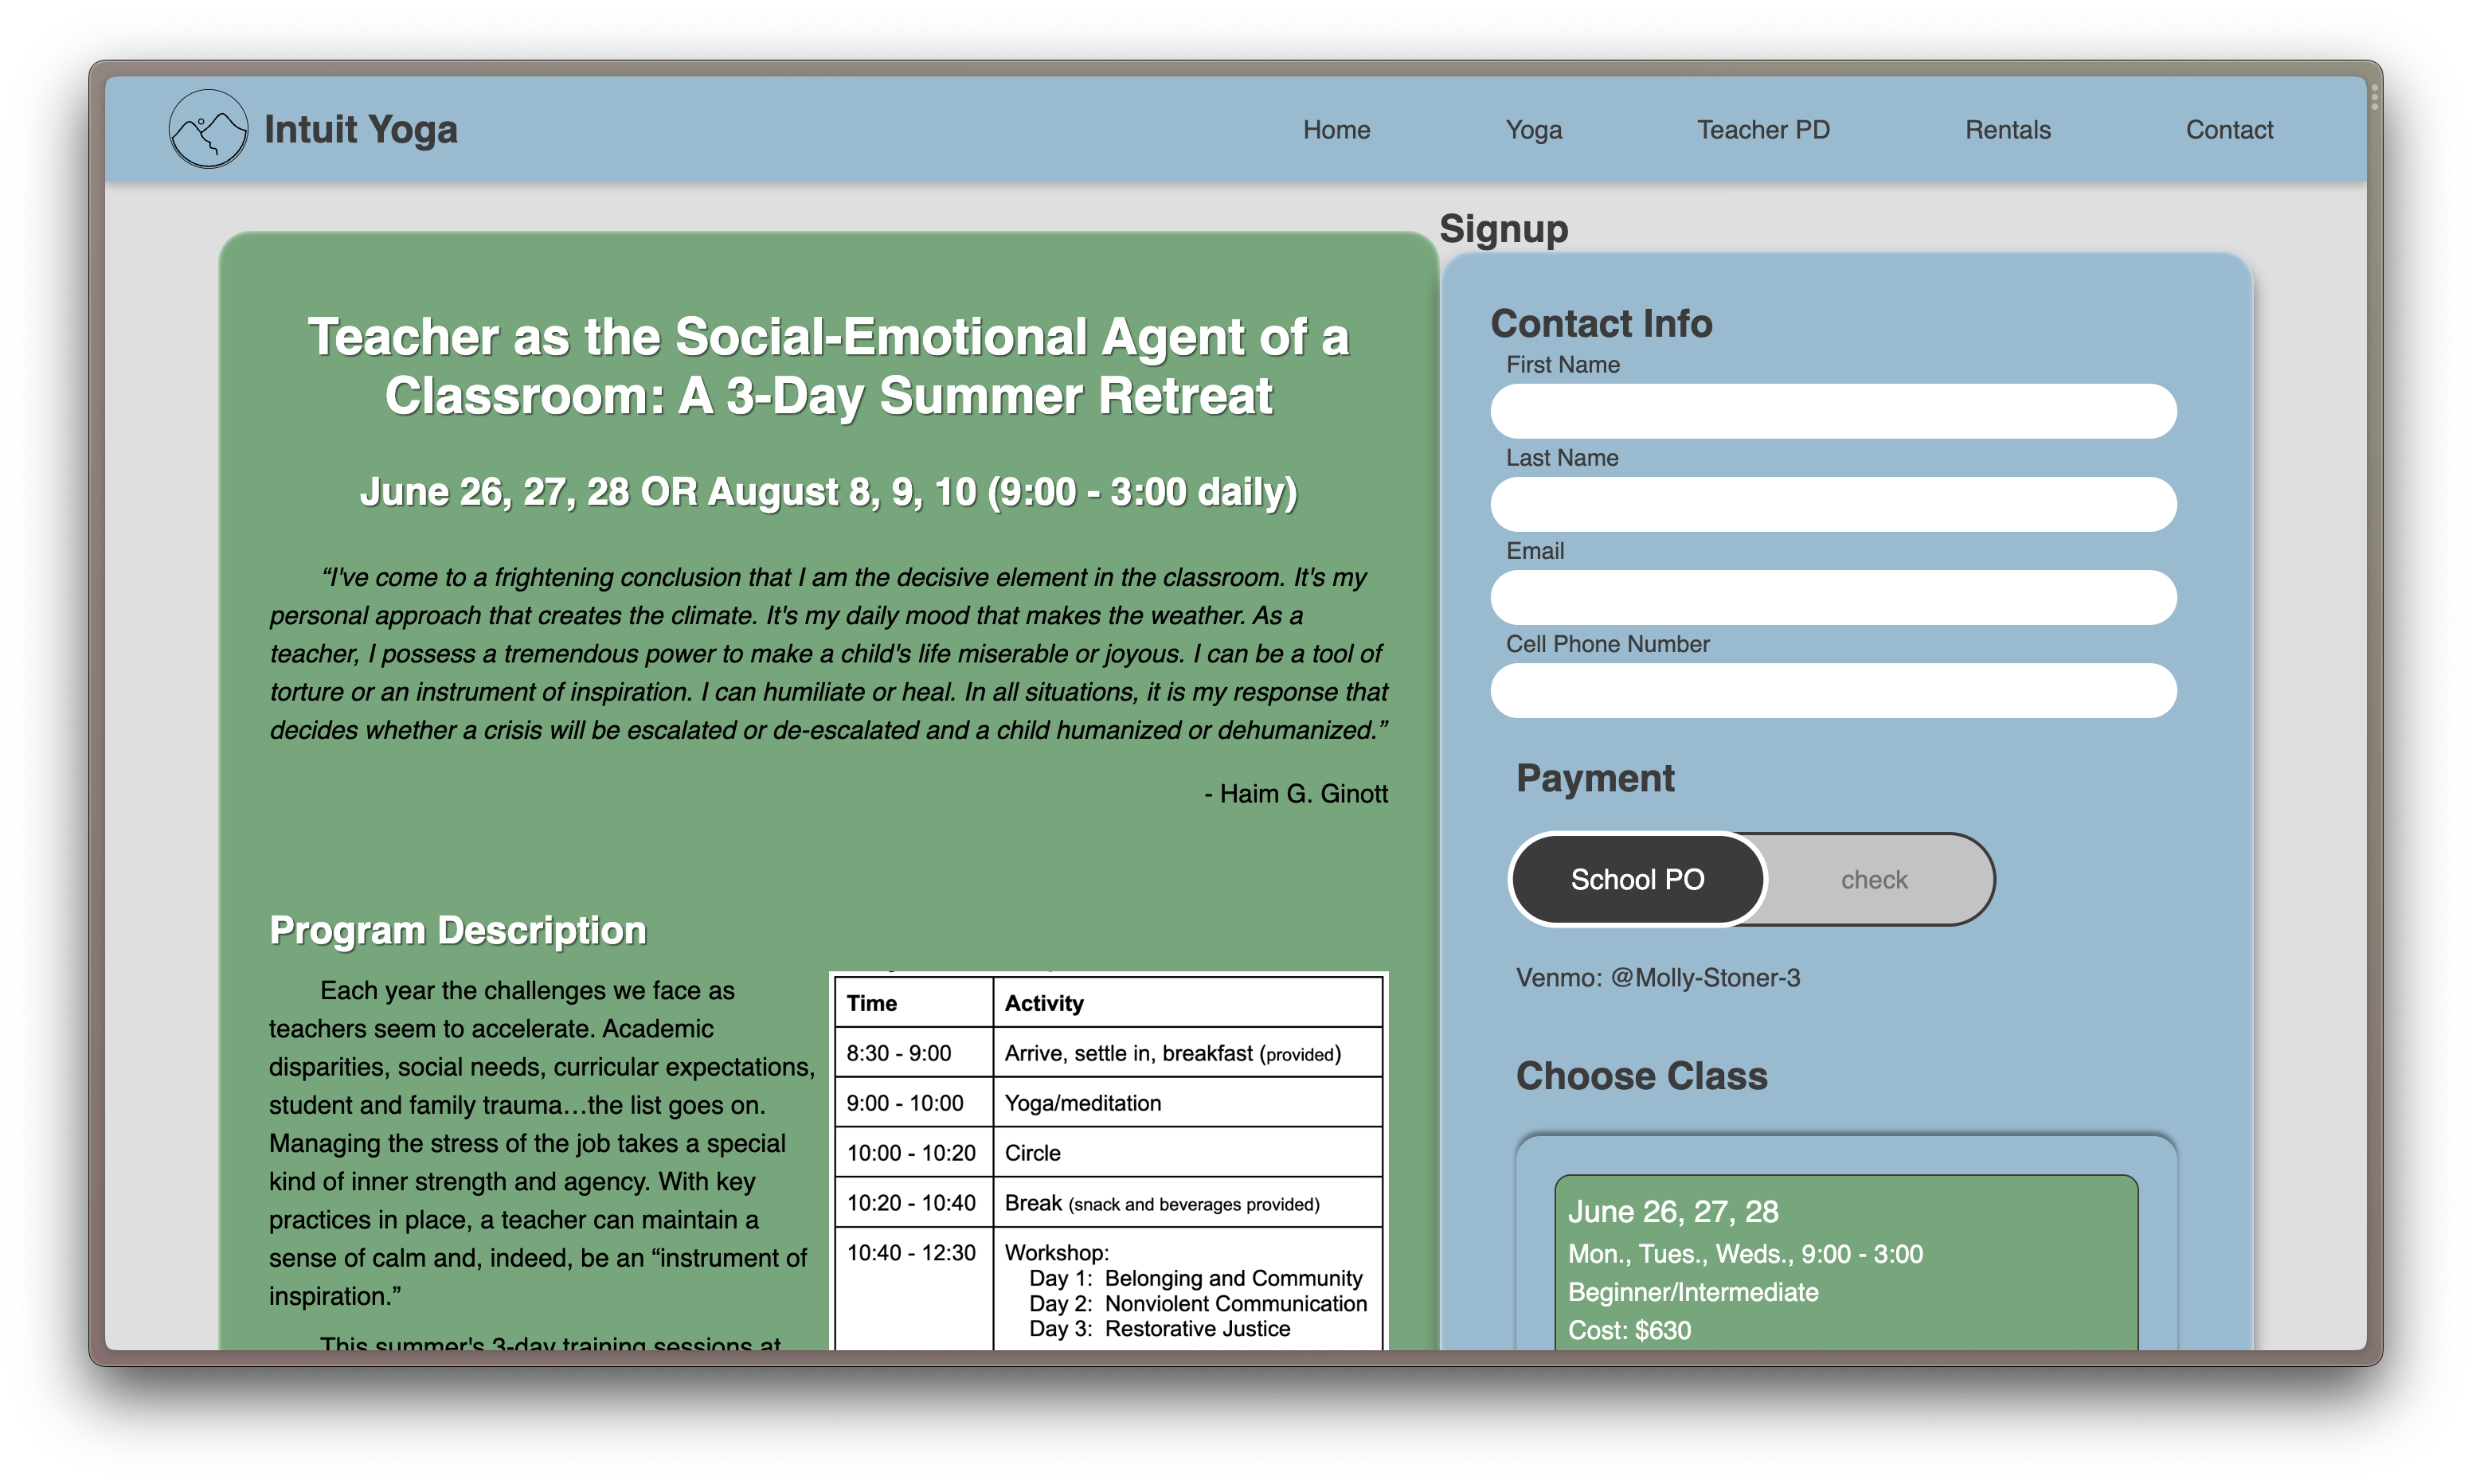 Intuit Yoga
Home
Yoga
Teacher PD
Rentals
Contact
Teacher as the Social-Emotional Agent of a
Classroom: A 3-Day Summer Retreat
June 26, 27, 28 OR August 8, 9, 10 (9:00 - 3:00 daily)
“I've come to a frightening conclusion that I am the decisive element in the classroom. It's my
personal approach that creates the climate. It's my daily mood that makes the weather. As a
teacher, I possess a tremendous power to make a child's life miserable or joyous. I can be a tool of
torture or an instrument of inspiration. I can humiliate or heal. In all situations, it is my response that
decides whether a crisis will be escalated or de-escalated and a child humanized or dehumanized.”
- Haim G. Ginott
Program Description
Each year the challenges we face as
teachers seem to accelerate. Academic
disparities, social needs, curricular expectations,
student and family trauma…the list goes on.
Managing the stress of the job takes a special
kind of inner strength and agency. With key
practices in place, a teacher can maintain a
sense of calm and, indeed, be an “instrument of
inspiration.”
This summer's 3-day training sessions at
Time Activity
8:30 - 9:00 Arrive, settle in, breakfast (provided)
9:00 - 10:00 Yoga/meditation
10:00 - 10:20 Circle
10:20 - 10:40 Break (snack and beverages provided)
10:40 - 12:30 Workshop:
Day 1: Belonging and Community
Day 2: Nonviolent Communication
Day 3: Restorative Justice
Signup
Contact Info
First Name
Last Name
Email
Cell Phone Number
Payment
School PO
check
Venmo: @Molly-Stoner-3
Choose Class
June 26, 27, 28
Mon., Tues., Weds., 9:00 - 3:00
Beginner/Intermediate
Cost: $630